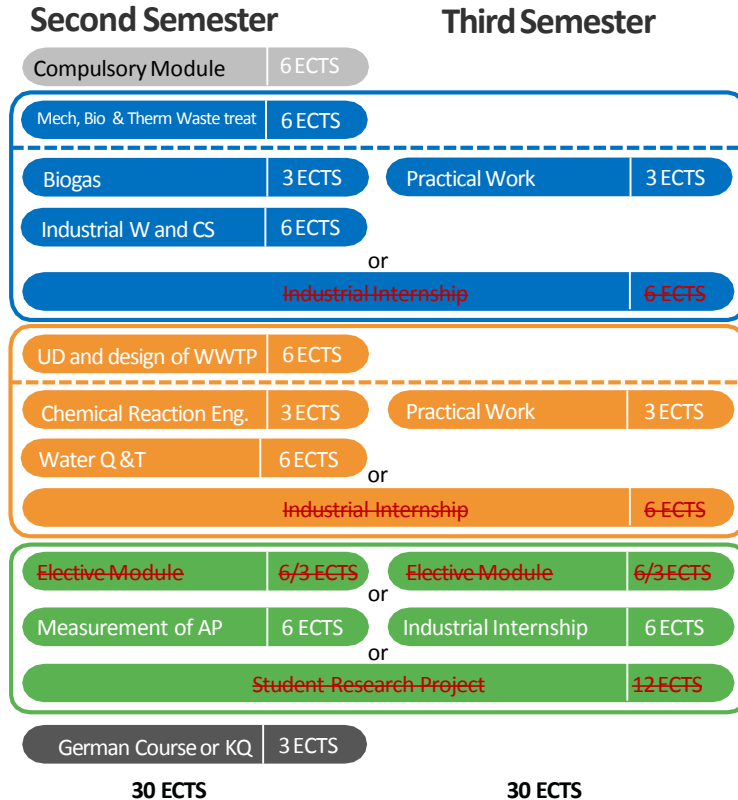 Second Semester Third Semester
Compulsory Module 6 ECTS
Mech, Bio & Therm Waste treat 6 ECTS
Biogas 3 ECTS Practical Work 3 ECTS
Industrial W and CS 6 ECTS
or
Industrial Internship 6 ECTS
UD and design of WWTP 6 ECTS
Chemical Reaction Eng. 3 ECTS Practical Work 3 ECTS
Water Q &T 6 ECTS
or
Industrial Internship 6 ECTS
Elective Module 6/3 ECTS Elective Module 6/3 ECTS
or
Measurement of AP 6 ECTS Industrial Internship 6 ECTS
or
Student Research Project 12 ECTS
German Course or KQ 3 ECTS
30 ECTS 30 ECTS